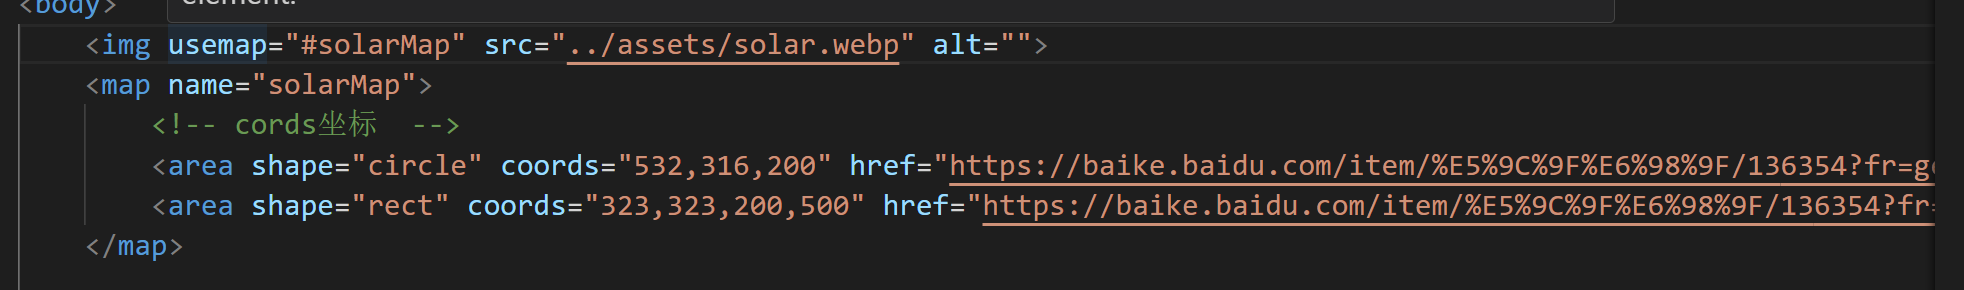 <body>
element.
<img usemap="#solarMap" src="../assets/solar.webp" alt="">
<map name="solarMap">
<!-- cords坐标  -->
<area shape="circle" coords="532,316,200" href="https://baike.baidu.com/item/%E5%9C%9F%E6%98%9F/136354?fr=ge
<area shape="rect" coords="323,323,200,500" href="https://baike.baidu.com/item/%E5%9C%9F%E6%98%9F/136354?fr=
</map>